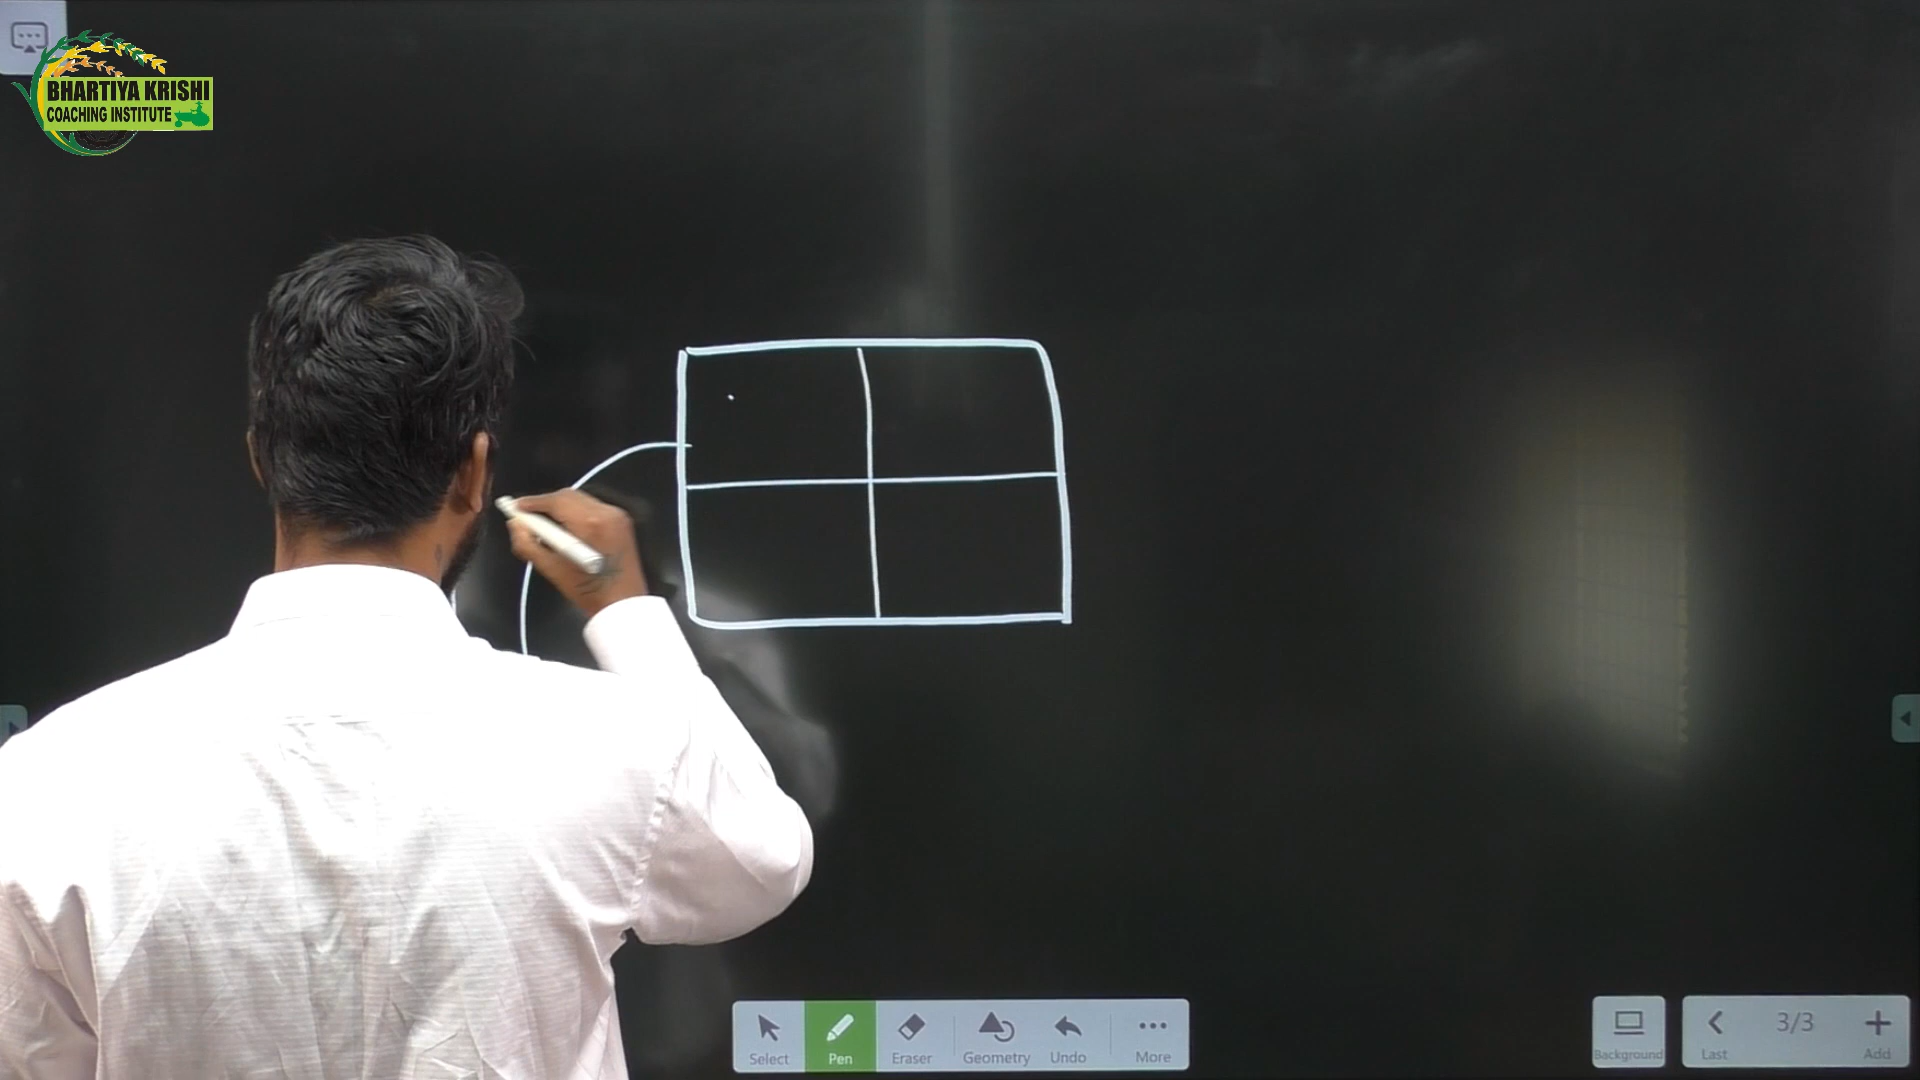 BHARTIYA KRISHI
COACHING INSTITUTE
Select
Pen
Eraser
Geometry
Undo
More
Background
Last
3/3
Add